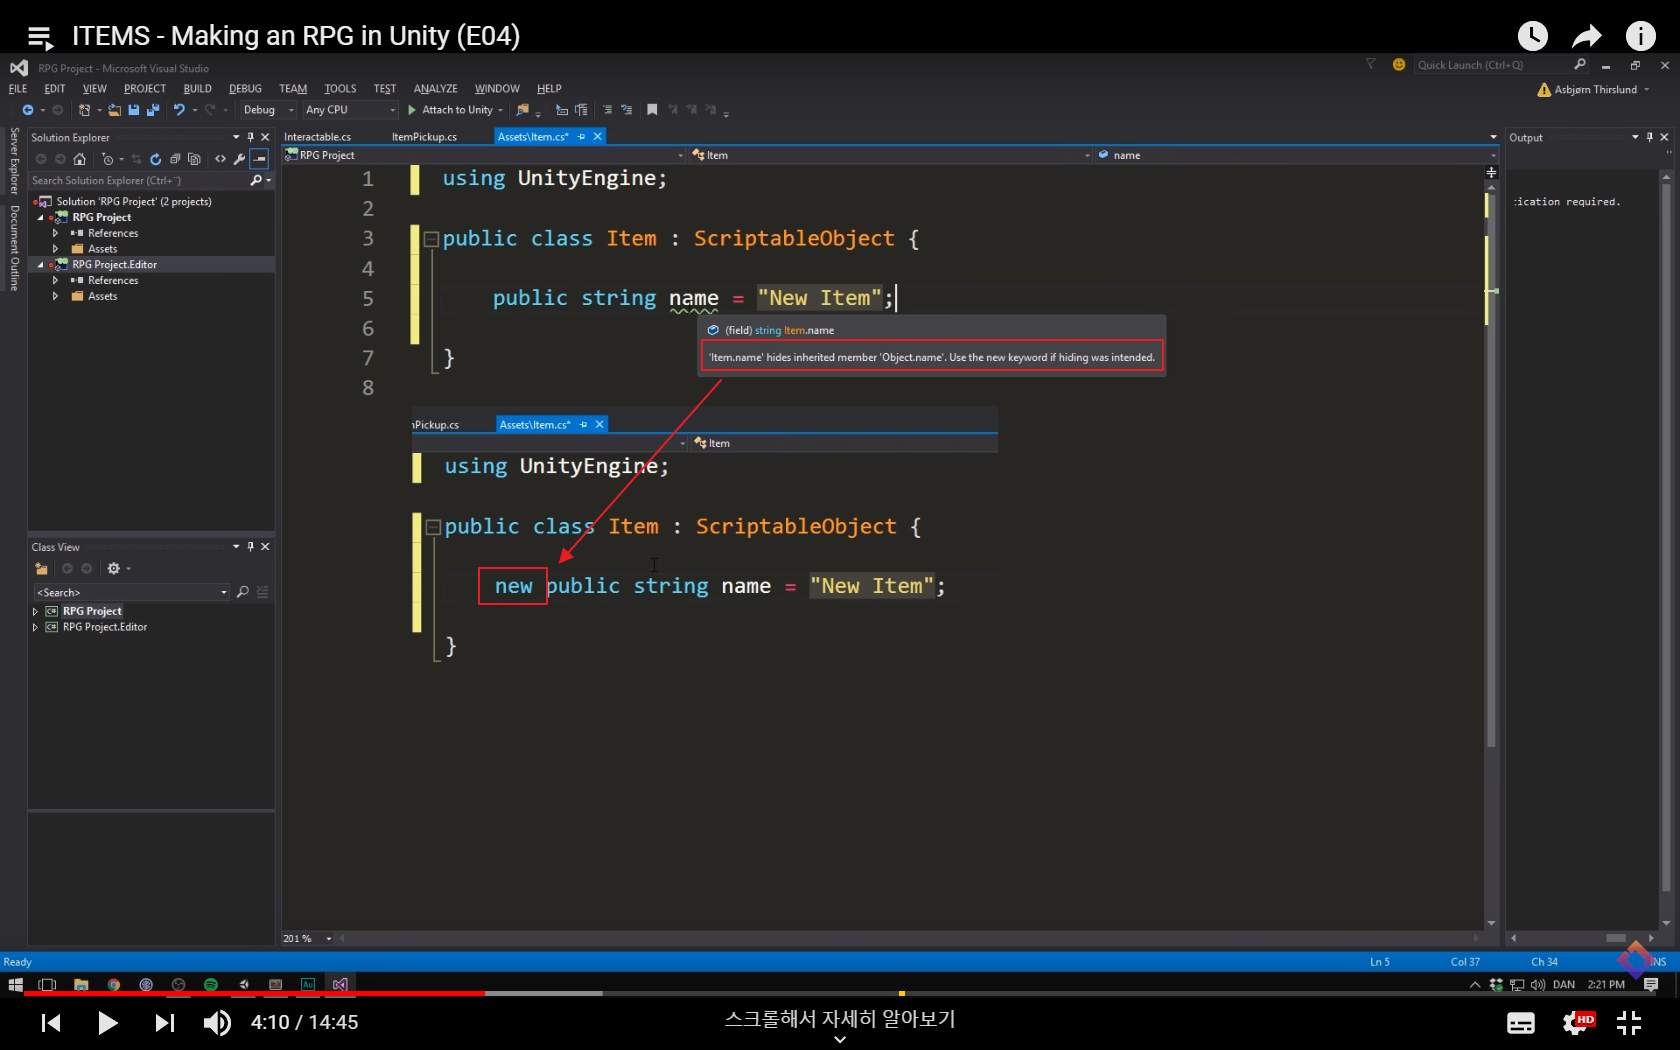 ITEMS - Making an RPG in Unity (E04)
RPG Project - Microsoft Visual Studio
Quick Launch (Ctrl+Q)
FILE EDIT VIEW PROJECT BUILD DEBUG TEAM TOOLS TEST ANALYZE WINDOW HELP
Asbjørn Thirslund
Debug Any CPU Attach to Unity
Server Explorer
Document Outline
Solution Explorer
Search Solution Explorer (Ctrl+¨)
Solution 'RPG Project' (2 projects)
RPG Project
References
Assets
RPG Project.Editor
References
Assets
Class View
<Search>
RPG Project
RPG Project.Editor
Interactable.cs ItemPickup.cs Assets\Item.cs*
RPG Project Item name
1 using UnityEngine;
2
3 public class Item : ScriptableObject {
4
5 public string name = "New Item";
6
(field) string Item.name
'Item.name' hides inherited member 'Object.name'. Use the new keyword if hiding was intended.
7 }
8
nPickup.cs Assets\Item.cs*
Item
using UnityEngine;
public class Item : ScriptableObject {
new public string name = "New Item";
}
201 %
Output
:ication required.
Ready
Ln 5 Col 37 Ch 34 INS
Au
DAN 2:21 PM
4:10 / 14:45
스크롤해서 자세히 알아보기
HD